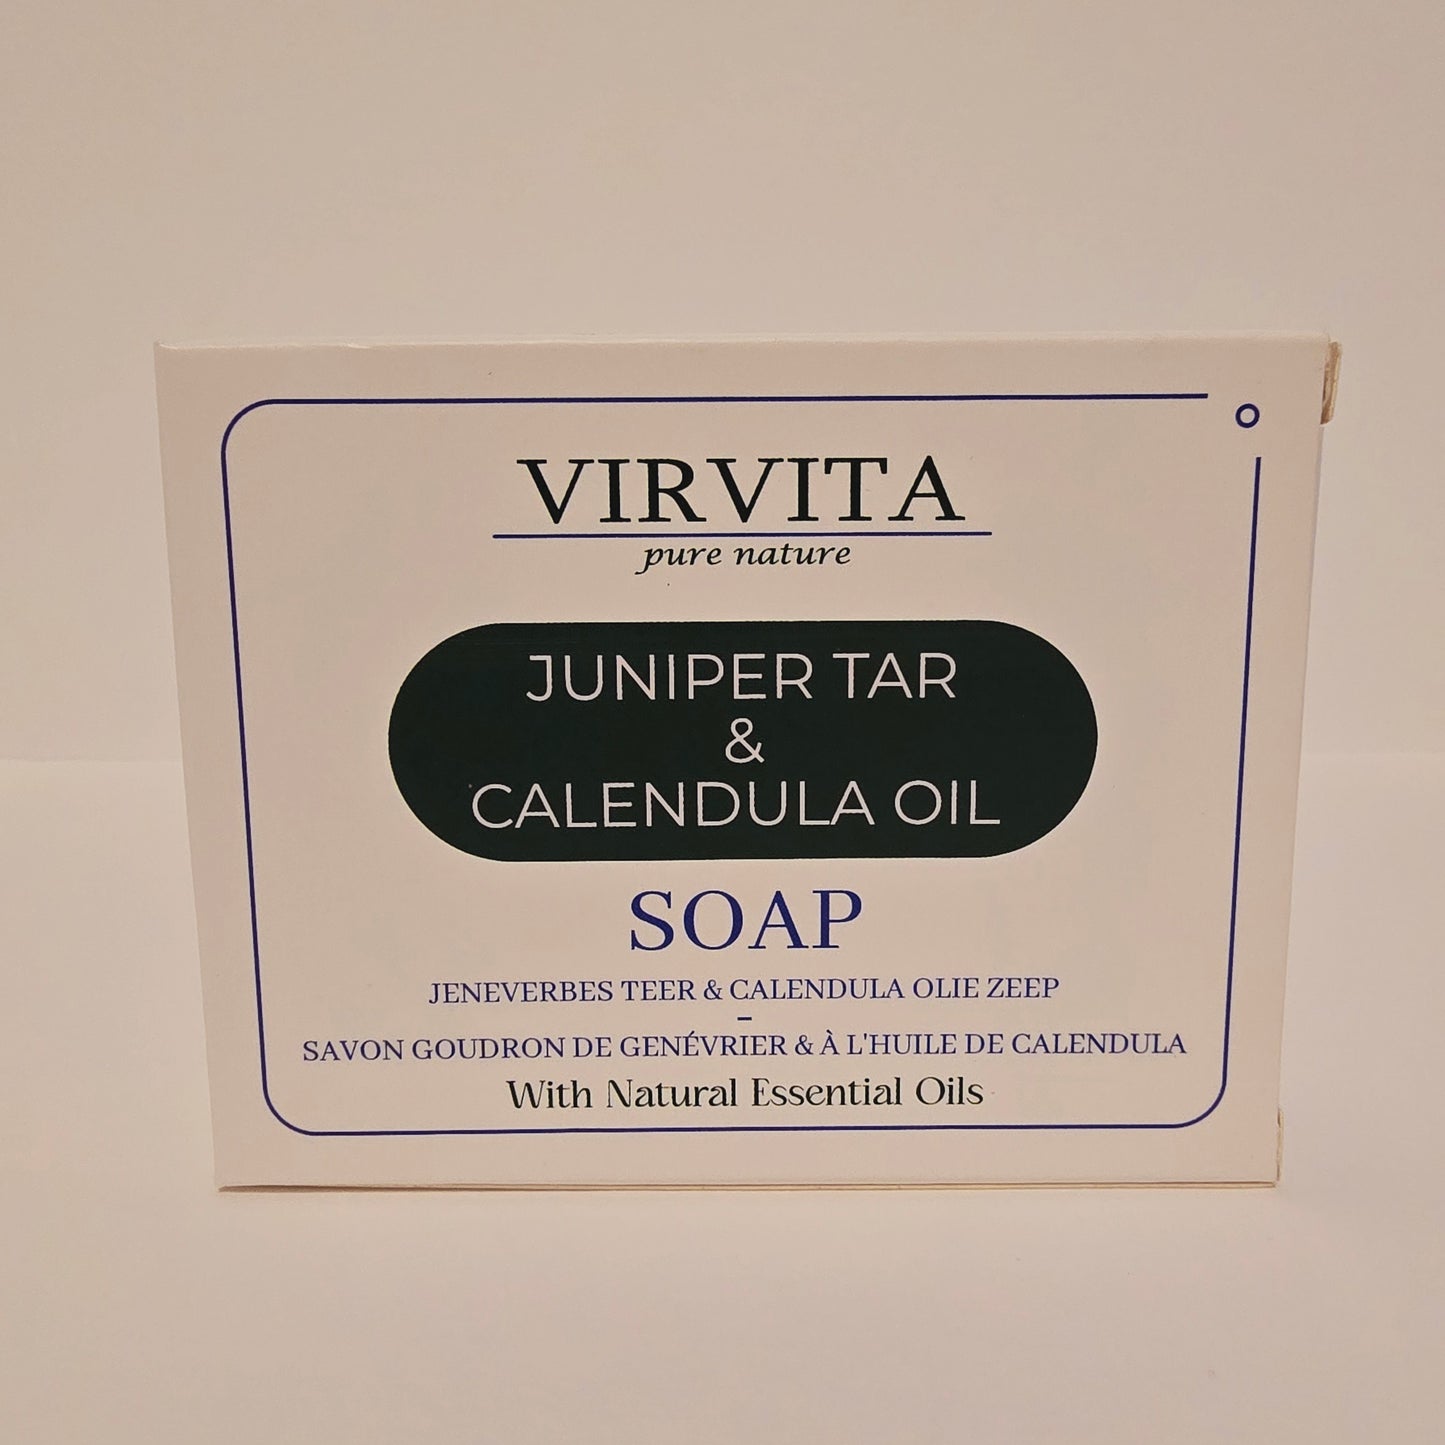 VIRVITA
pure nature
JUNIPER TAR
&
CALENDULA OIL
SOAP
JENEVERBES TEER & CALENDULA OLIE ZEEP
–
SAVON GOUDRON DE GENÉVRIER & À L'HUILE DE CALENDULA
With Natural Essential Oils